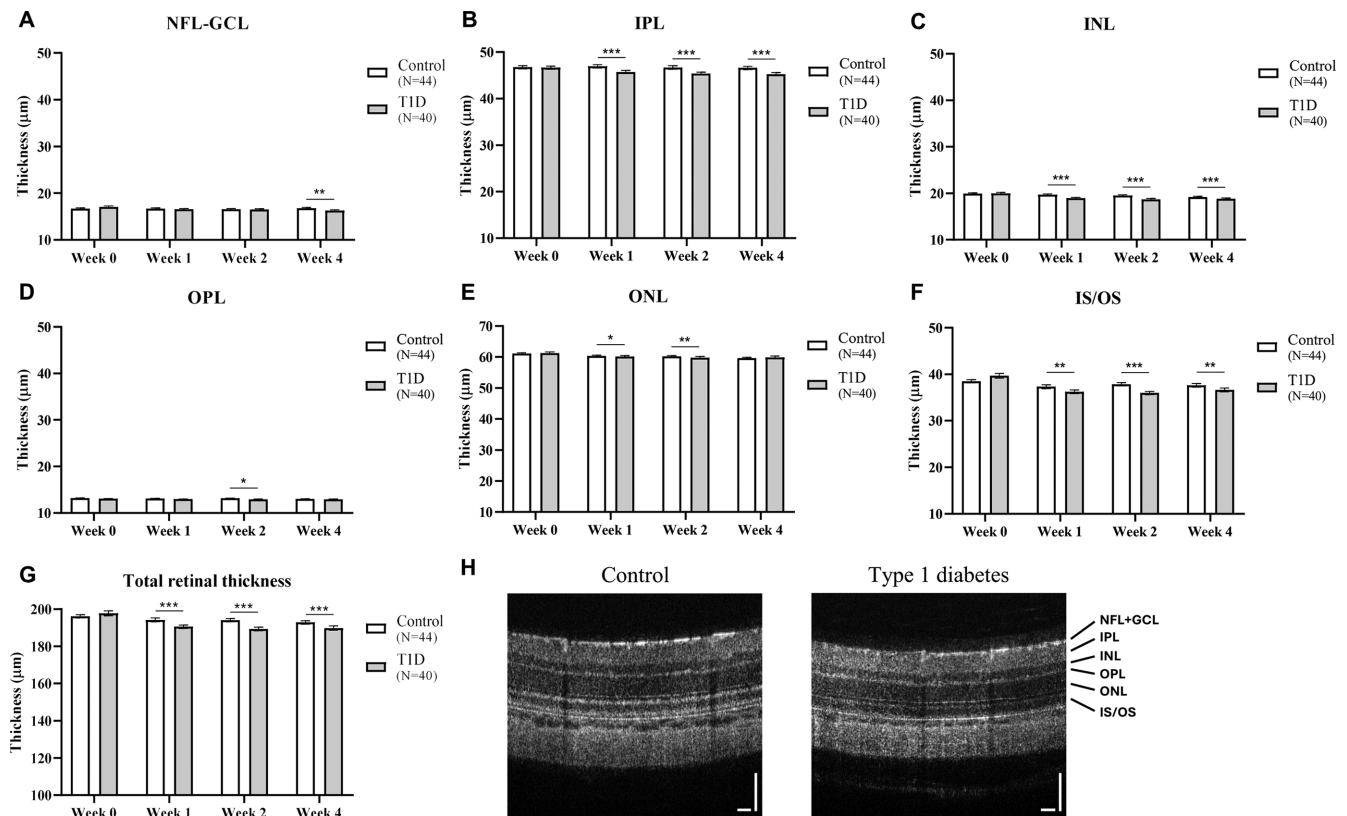 A
NFL-GCL
Thickness (µm)
50
40
30
20
10
**
Week 0 Week 1 Week 2 Week 4
Control
(N=44)
T1D
(N=40)
B
IPL
Thickness (µm)
50
40
30
20
10
*** *** ***
Week 0 Week 1 Week 2 Week 4
Control
(N=44)
T1D
(N=40)
C
INL
Thickness (µm)
50
40
30
20
10
*** *** ***
Week 0 Week 1 Week 2 Week 4
Control
(N=44)
T1D
(N=40)
D
OPL
Thickness (µm)
50
40
30
20
10
*
Week 0 Week 1 Week 2 Week 4
Control
(N=44)
T1D
(N=40)
E
ONL
Thickness (µm)
70
60
50
40
30
20
10
* **
Week 0 Week 1 Week 2 Week 4
Control
(N=44)
T1D
(N=40)
F
IS/OS
Thickness (µm)
50
40
30
20
10
** *** **
Week 0 Week 1 Week 2 Week 4
Control
(N=44)
T1D
(N=40)
G
Total retinal thickness
Thickness (µm)
200
180
160
140
120
100
*** *** ***
Week 0 Week 1 Week 2 Week 4
Control
(N=44)
T1D
(N=40)
H
Control
Type 1 diabetes
NFL+GCL
IPL
INL
OPL
ONL
IS/OS